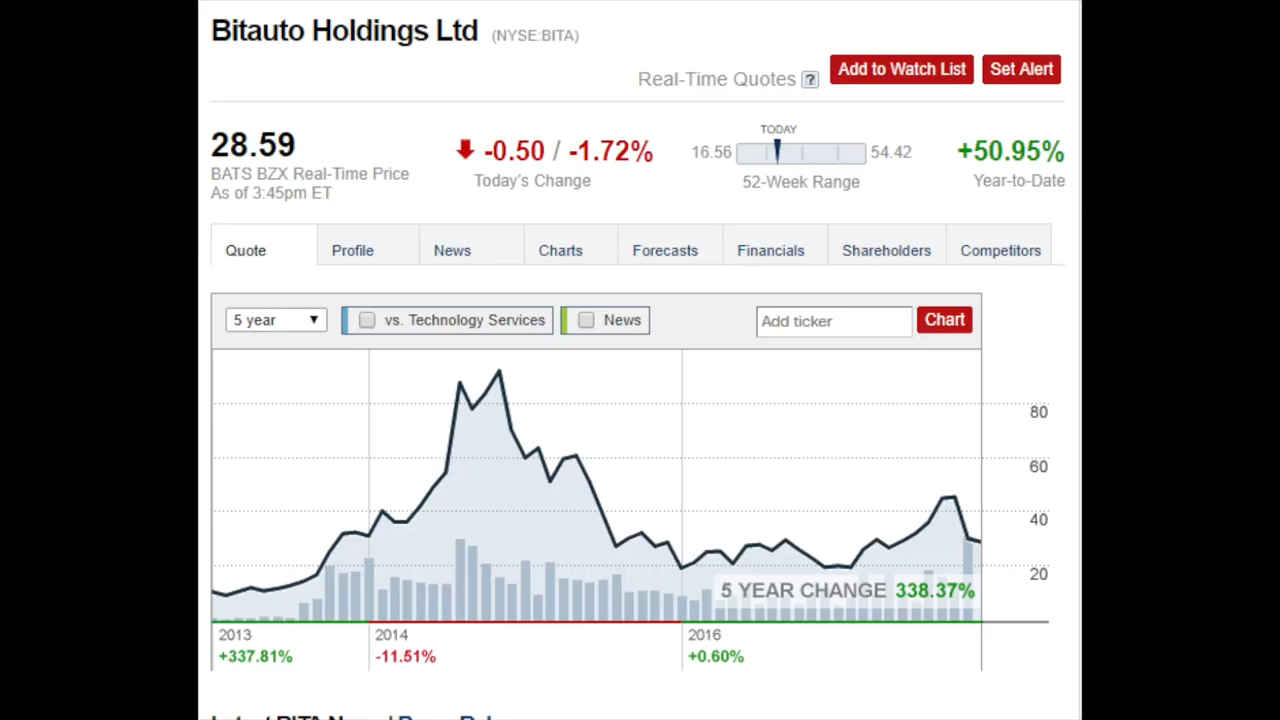 Bitauto Holdings Ltd (NYSE:BITA)
Real-Time Quotes ? Add to Watch List Set Alert
28.59
BATS BZX Real-Time Price
As of 3:45pm ET
-0.50 / -1.72%
Today's Change
TODAY
16.56 54.42
52-Week Range
+50.95%
Year-to-Date
Quote Profile News Charts Forecasts Financials Shareholders Competitors
5 year vs. Technology Services News Add ticker Chart
80
60
40
20
5 YEAR CHANGE 338.37%
2013 2014 2016
+337.81% -11.51% +0.60%